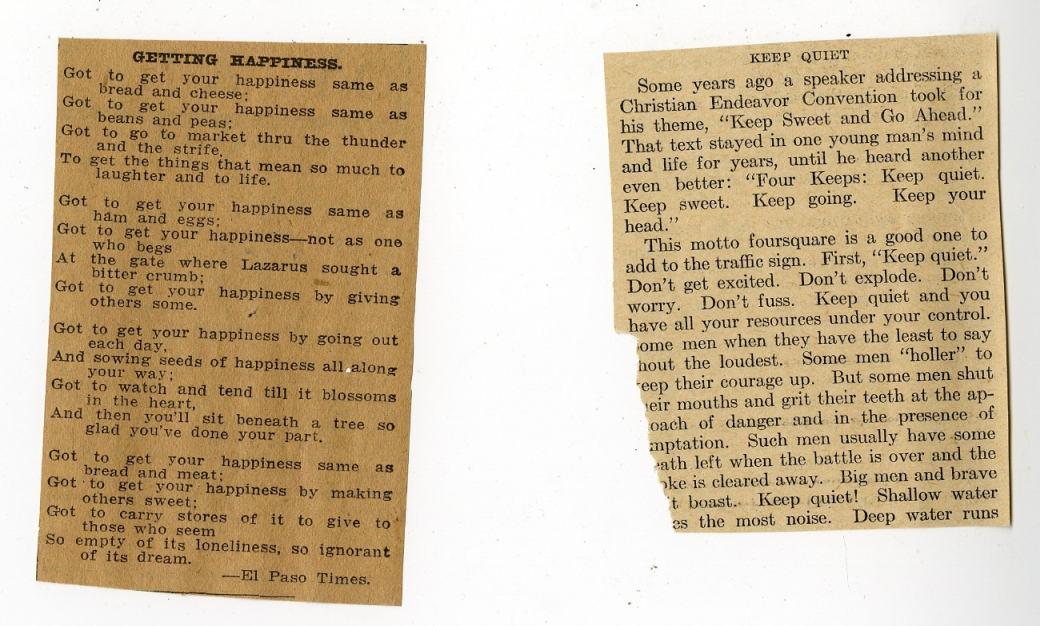 GETTING HAPPINESS.
Got to get your happiness same as
bread and cheese;
Got to get your happiness same as
beans and peas;
Got to go to market thru the thunder
and the strife,
To get the things that mean so much to
laughter and to life.
Got to get your happiness same as
ham and eggs;
Got to get your happiness—not as one
who begs
At the gate where Lazarus sought a
bitter crumb;
Got to get your happiness by giving
others some.
Got to get your happiness by going out
each day,
And sowing seeds of happiness all along
your way;
Got to watch and tend till it blossoms
in the heart,
And then you'll sit beneath a tree so
glad you've done your part.
Got to get your happiness same as
bread and meat;
Got to get your happiness by making
others sweet;
Got to carry stores of it to give to
those who seem
So empty of its loneliness, so ignorant
of its dream.
—El Paso Times.
KEEP QUIET
Some years ago a speaker addressing a
Christian Endeavor Convention took for
his theme, "Keep Sweet and Go Ahead."
That text stayed in one young man's mind
and life for years, until he heard another
even better: "Four Keeps: Keep quiet.
Keep sweet. Keep going. Keep your
head."
This motto foursquare is a good one to
add to the traffic sign. First, "Keep quiet."
Don't get excited. Don't explode. Don't
worry. Don't fuss. Keep quiet and you
have all your resources under your control.
ome men when they have the least to say
hout the loudest. Some men "holler" to
eep their courage up. But some men shut
eir mouths and grit their teeth at the ap-
oach of danger and in the presence of
mptation. Such men usually have some
eath left when the battle is over and the
oke is cleared away. Big men and brave
't boast. Keep quiet! Shallow water
es the most noise. Deep water runs